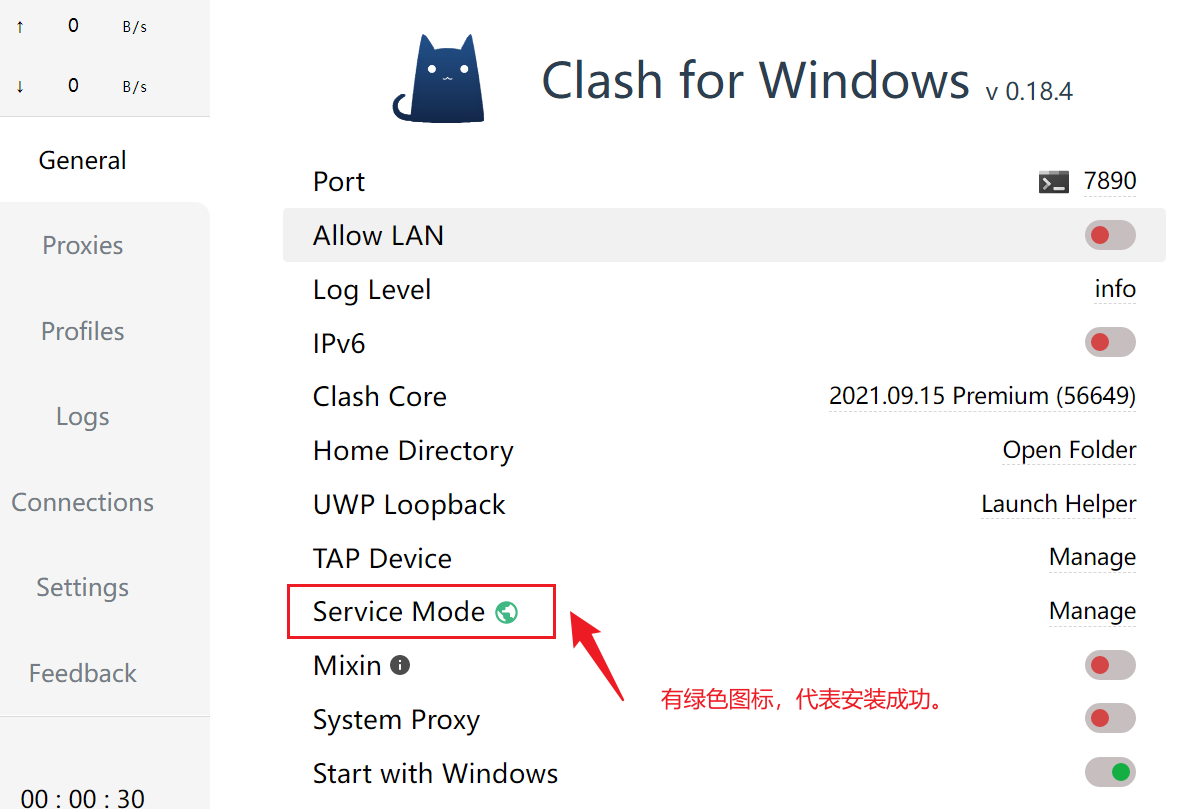 ↑ 0 B/s
↓ 0 B/s
General
Proxies
Profiles
Logs
Connections
Settings
Feedback
00 : 00 : 30
Clash for Windows v 0.18.4
Port 7890
Allow LAN
Log Level info
IPv6
Clash Core 2021.09.15 Premium (56649)
Home Directory Open Folder
UWP Loopback Launch Helper
TAP Device Manage
Service Mode Manage
Mixin
有绿色图标，代表安装成功。
System Proxy
Start with Windows